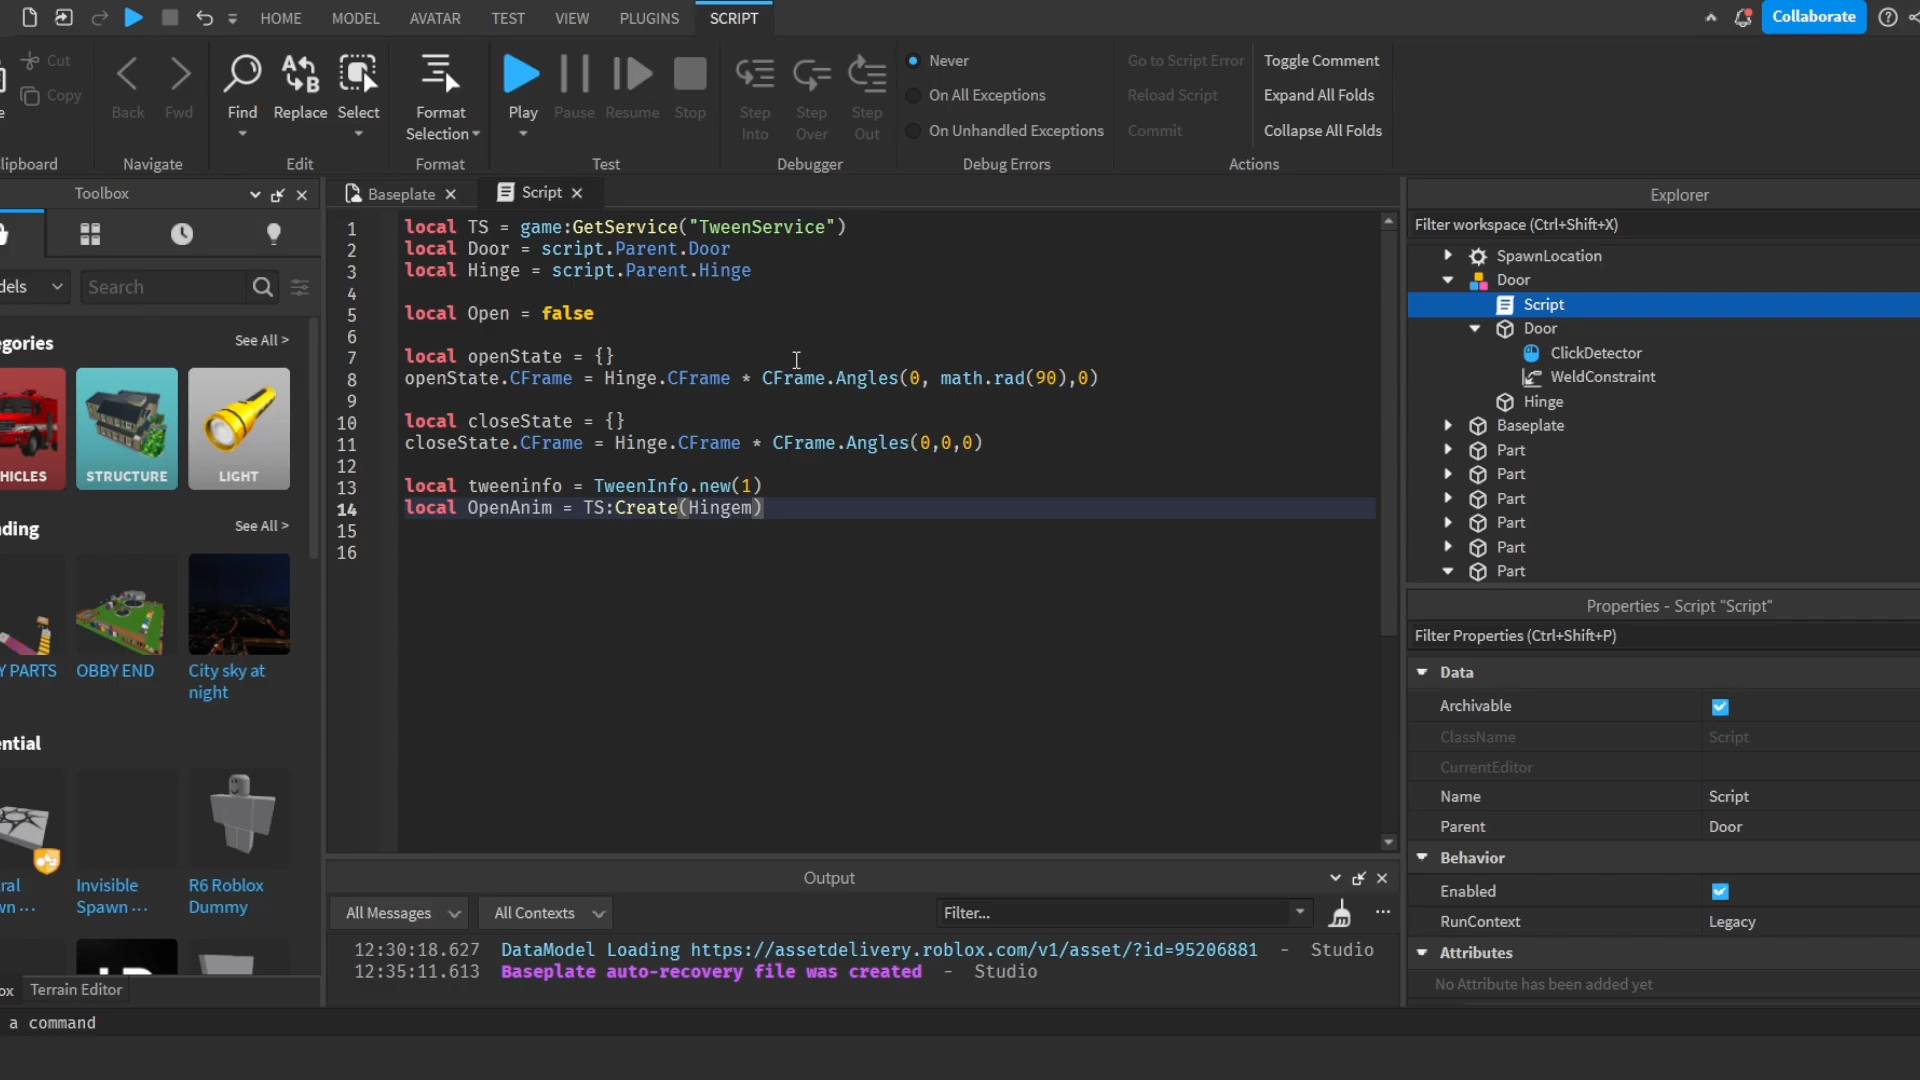 HOME MODEL AVATAR TEST VIEW PLUGINS SCRIPT Collaborate
Cut
Copy
Back Fwd
Find Replace Select
Format Selection
Play Pause Resume Stop
Step Into Step Over Step Out
Never
On All Exceptions
On Unhandled Exceptions
Go to Script Error
Reload Script
Commit
Toggle Comment
Expand All Folds
Collapse All Folds
lipboard Navigate Edit Format Test Debugger Debug Errors Actions
Toolbox
dels Search
egories See All >
HICLES STRUCTURE LIGHT
nding See All >
Y PARTS OBBY END City sky at night
ential
ral
wn ... Invisible Spawn ... R6 Roblox Dummy
ox Terrain Editor
a command
Baseplate Script
1 local TS = game:GetService("TweenService")
2 local Door = script.Parent.Door
3 local Hinge = script.Parent.Hinge
4
5 local Open = false
6
7 local openState = {}
8 openState.CFrame = Hinge.CFrame * CFrame.Angles(0, math.rad(90),0)
9
10 local closeState = {}
11 closeState.CFrame = Hinge.CFrame * CFrame.Angles(0,0,0)
12
13 local tweeninfo = TweenInfo.new(1)
14 local OpenAnim = TS:Create(Hingem)
15
16
Output
All Messages All Contexts Filter...
12:30:18.627 DataModel Loading https://assetdelivery.roblox.com/v1/asset/?id=95206881 - Studio
12:35:11.613 Baseplate auto-recovery file was created - Studio
Explorer
Filter workspace (Ctrl+Shift+X)
SpawnLocation
Door
Script
Door
ClickDetector
WeldConstraint
Hinge
Baseplate
Part
Part
Part
Part
Part
Part
Properties - Script "Script"
Filter Properties (Ctrl+Shift+P)
Data
Archivable
ClassName Script
CurrentEditor
Name Script
Parent Door
Behavior
Enabled
RunContext Legacy
Attributes
No Attribute has been added yet